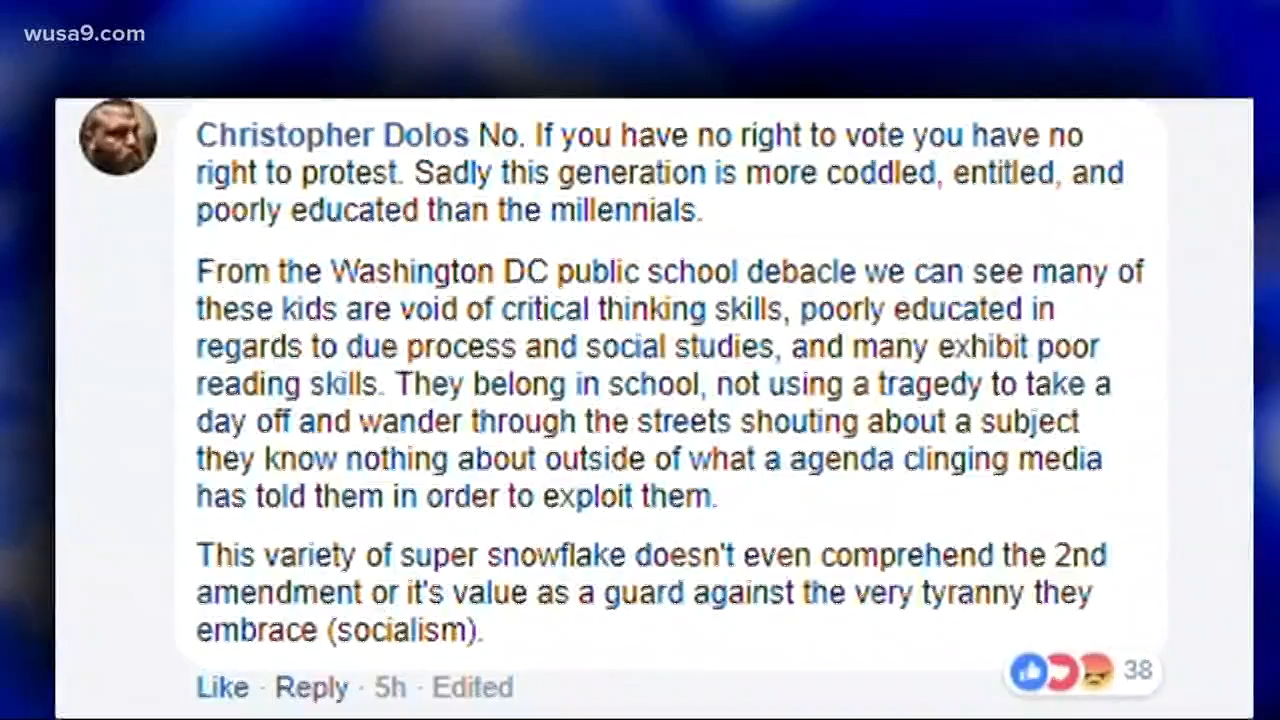 wusa9.com
Christopher Dolos No. If you have no right to vote you have no
right to protest. Sadly this generation is more coddled, entitled, and
poorly educated than the millennials.
From the Washington DC public school debacle we can see many of
these kids are void of critical thinking skills, poorly educated in
regards to due process and social studies, and many exhibit poor
reading skills. They belong in school, not using a tragedy to take a
day off and wander through the streets shouting about a subject
they know nothing about outside of what a agenda clinging media
has told them in order to exploit them.
This variety of super snowflake doesn't even comprehend the 2nd
amendment or it's value as a guard against the very tyranny they
embrace (socialism).
38
Like · Reply · 5h · Edited